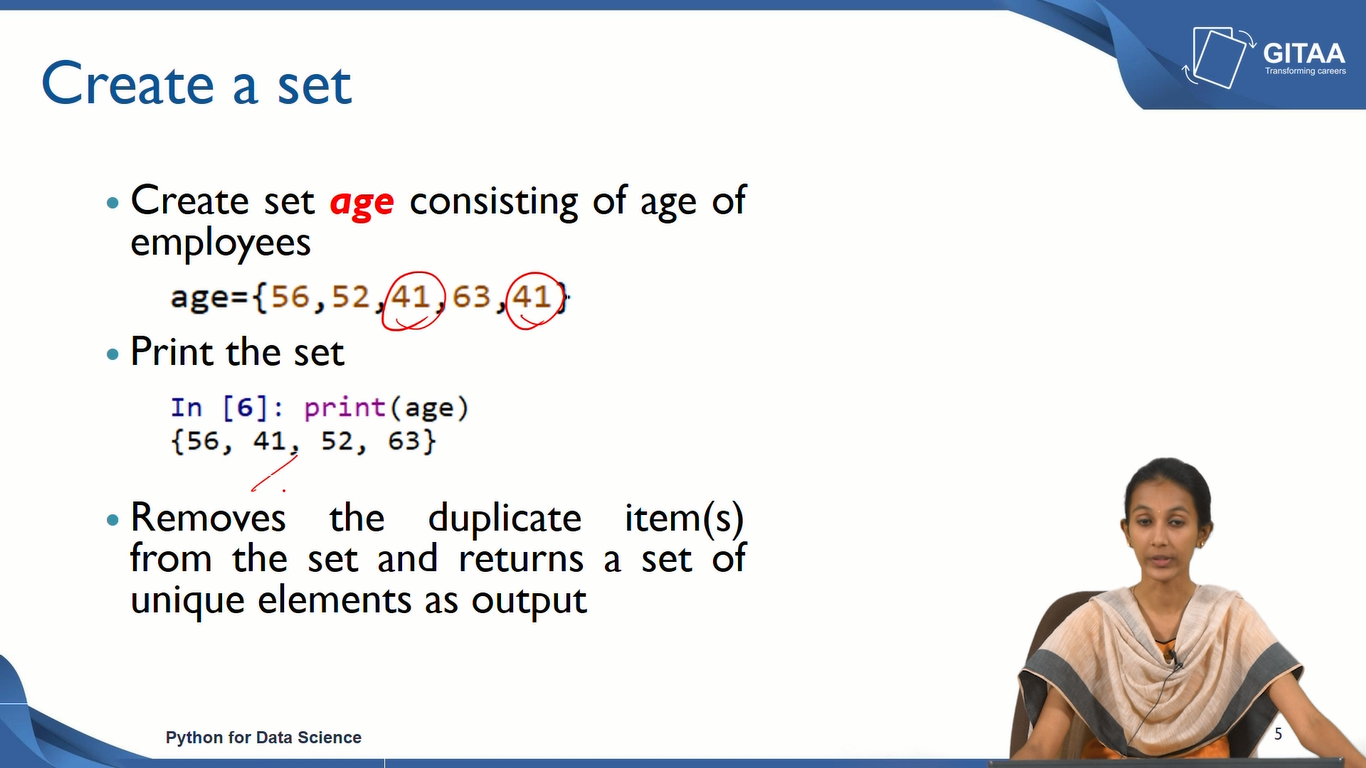 GITAA
Transforming careers
Create a set
• Create set age consisting of age of
employees
age={56,52,41,63,41}
• Print the set
In [6]: print(age)
{56, 41, 52, 63}
• Removes the duplicate item(s)
from the set and returns a set of
unique elements as output
Python for Data Science
5